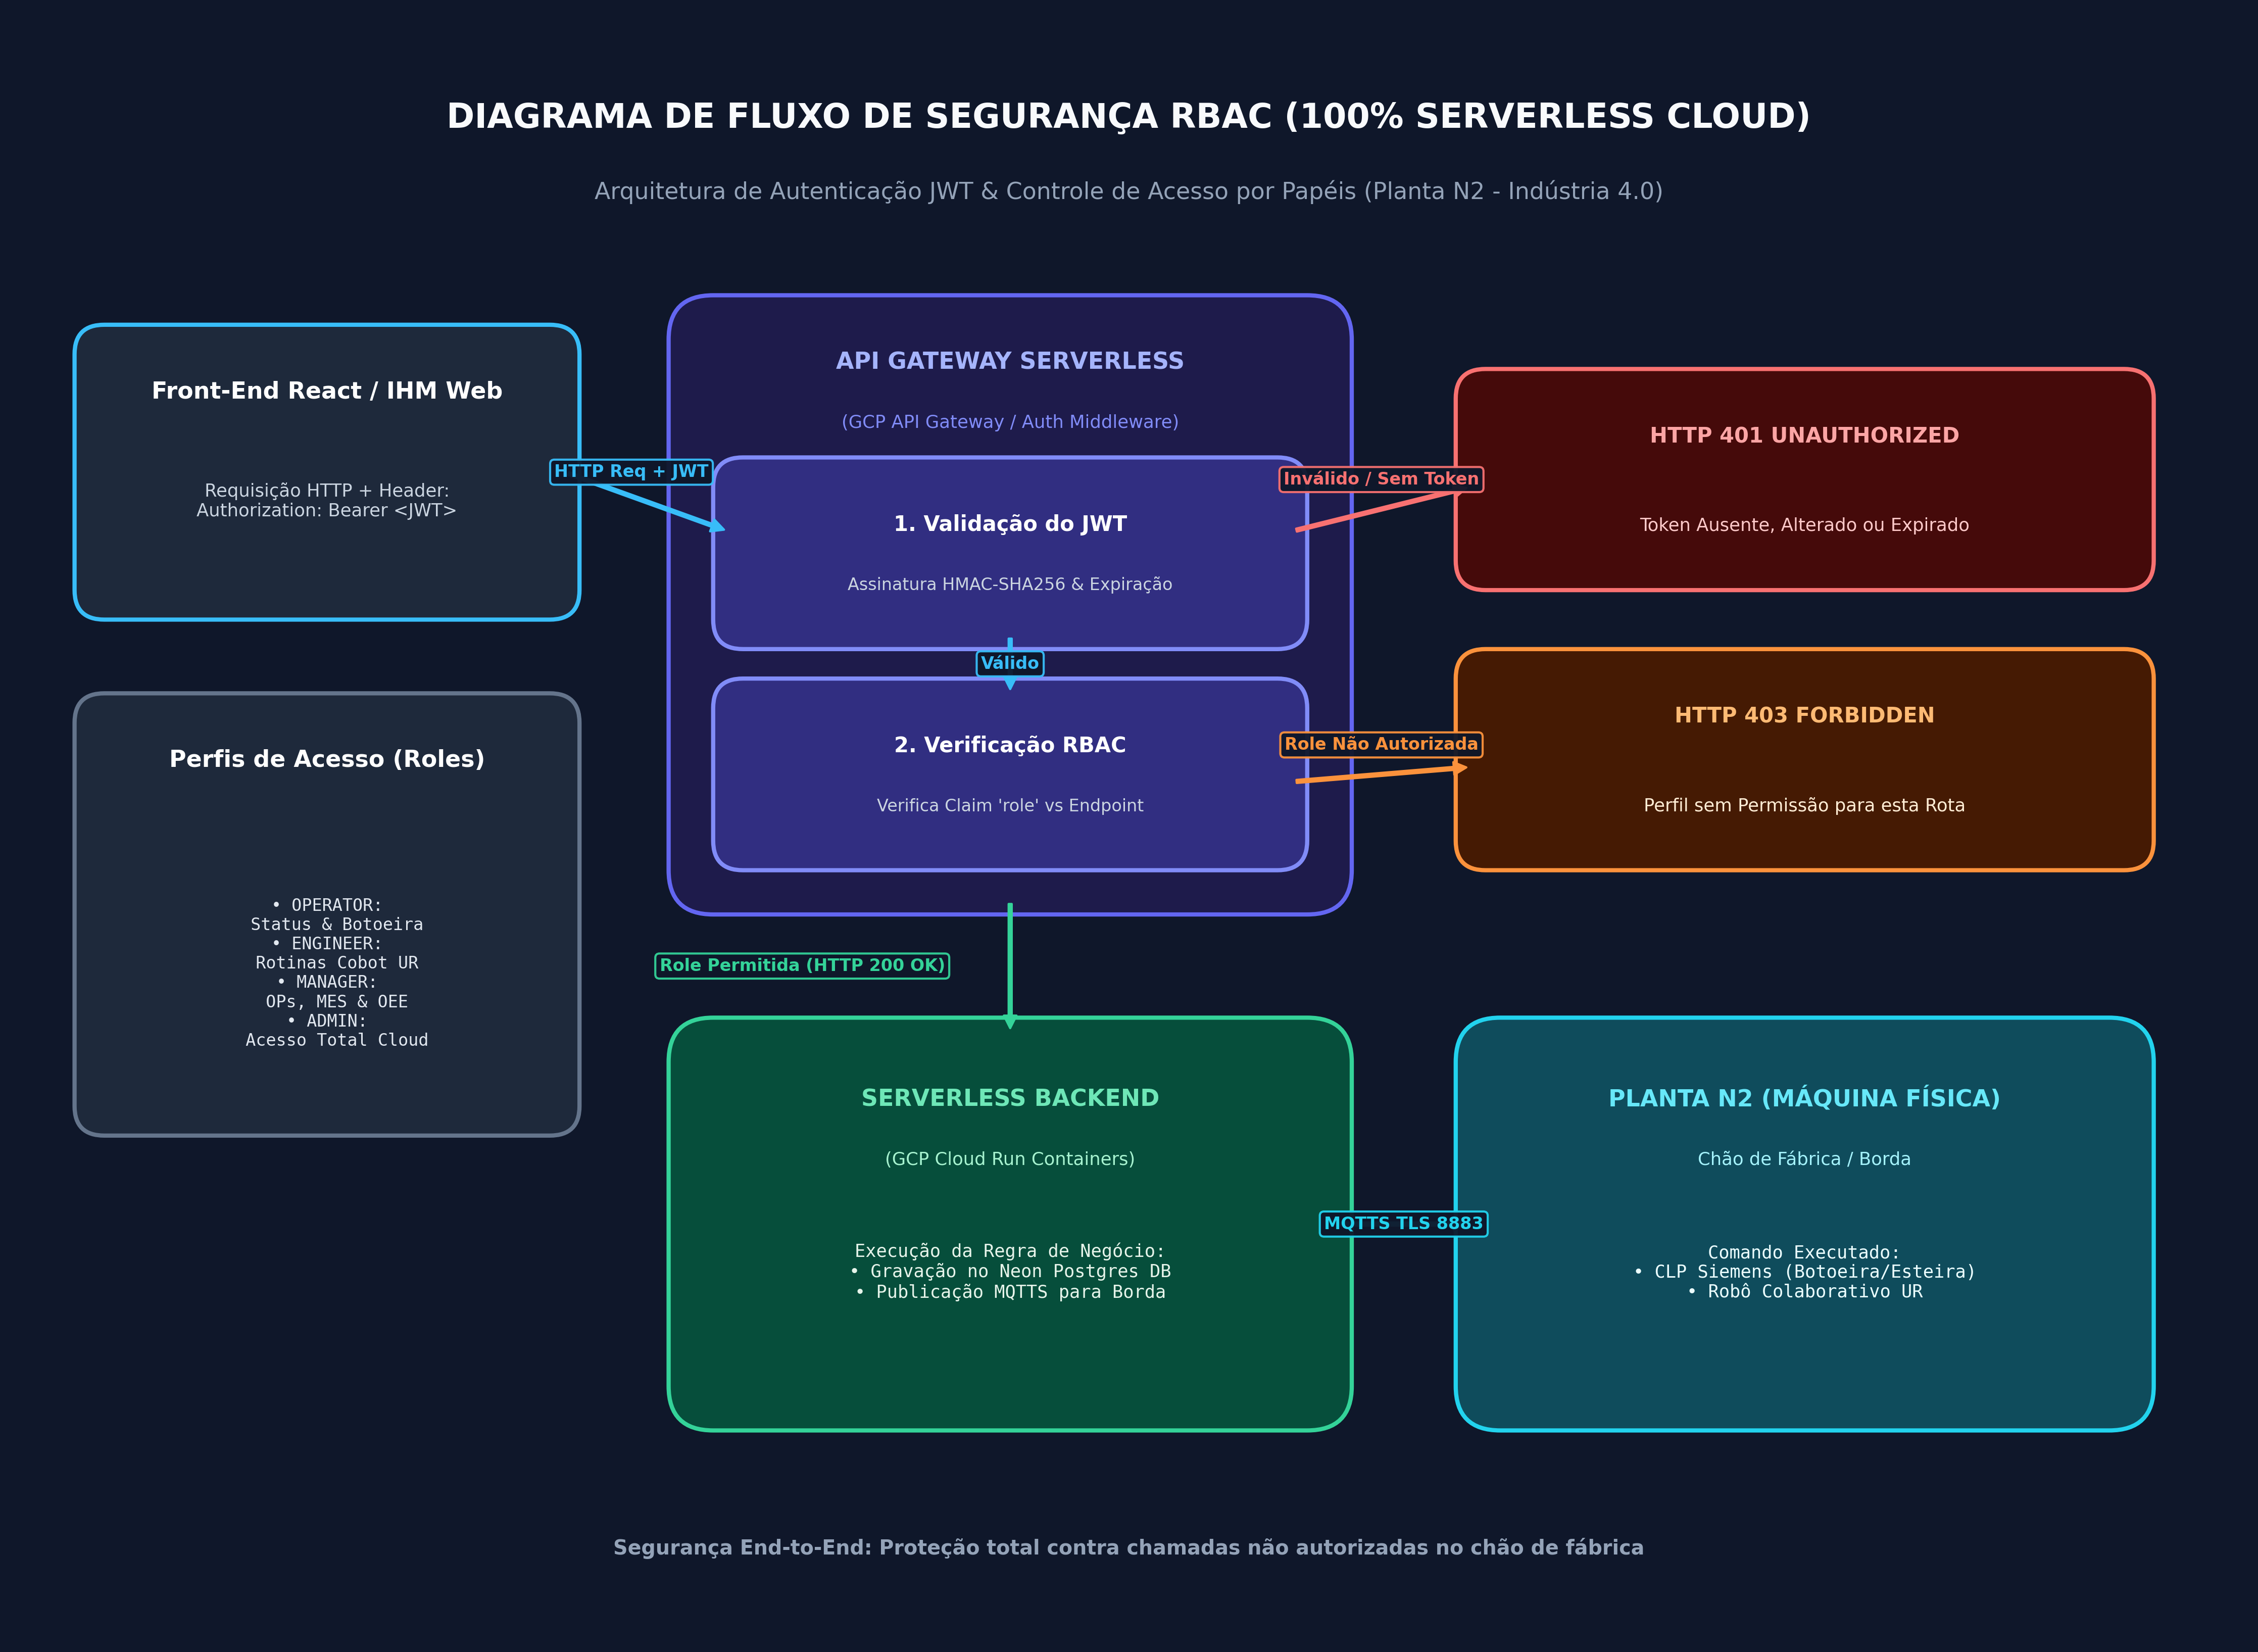 DIAGRAMA DE FLUXO DE SEGURANÇA RBAC (100% SERVERLESS CLOUD)
Arquitetura de Autenticação JWT & Controle de Acesso por Papéis (Planta N2 - Indústria 4.0)
Front-End React / IHM Web
Requisição HTTP + Header:
Authorization: Bearer <JWT>
HTTP Req + JWT
API GATEWAY SERVERLESS
(GCP API Gateway / Auth Middleware)
1. Validação do JWT
Assinatura HMAC-SHA256 & Expiração
Válido
2. Verificação RBAC
Verifica Claim 'role' vs Endpoint
Inválido / Sem Token
HTTP 401 UNAUTHORIZED
Token Ausente, Alterado ou Expirado
Role Não Autorizada
HTTP 403 FORBIDDEN
Perfil sem Permissão para esta Rota
Perfis de Acesso (Roles)
• OPERATOR:
Status & Botoeira
• ENGINEER:
Rotinas Cobot UR
• MANAGER:
OPs, MES & OEE
• ADMIN:
Acesso Total Cloud
Role Permitida (HTTP 200 OK)
SERVERLESS BACKEND
(GCP Cloud Run Containers)
Execução da Regra de Negócio:
• Gravação no Neon Postgres DB
• Publicação MQTTS para Borda
MQTTS TLS 8883
PLANTA N2 (MÁQUINA FÍSICA)
Chão de Fábrica / Borda
Comando Executado:
• CLP Siemens (Botoeira/Esteira)
• Robô Colaborativo UR
Segurança End-to-End: Proteção total contra chamadas não autorizadas no chão de fábrica